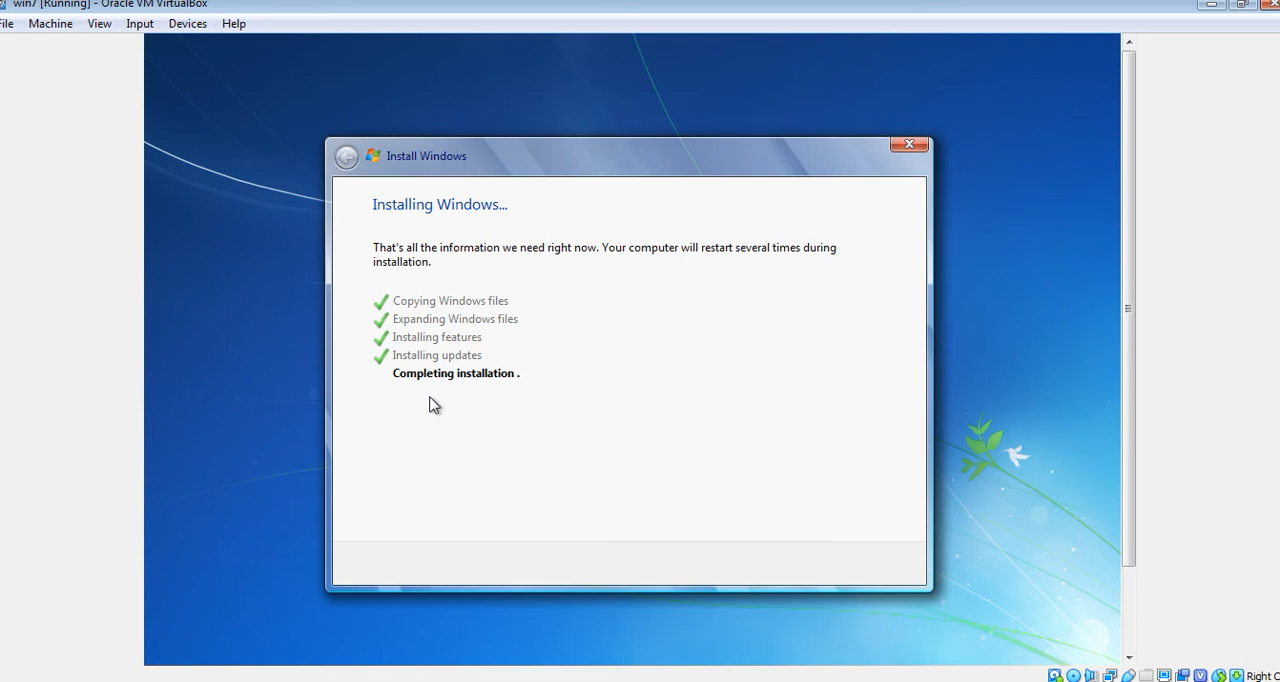 win7 [Running] - Oracle VM VirtualBox
File Machine View Input Devices Help
Install Windows
Installing Windows...
That's all the information we need right now. Your computer will restart several times during
installation.
Copying Windows files
Expanding Windows files
Installing features
Installing updates
Completing installation .
Right C